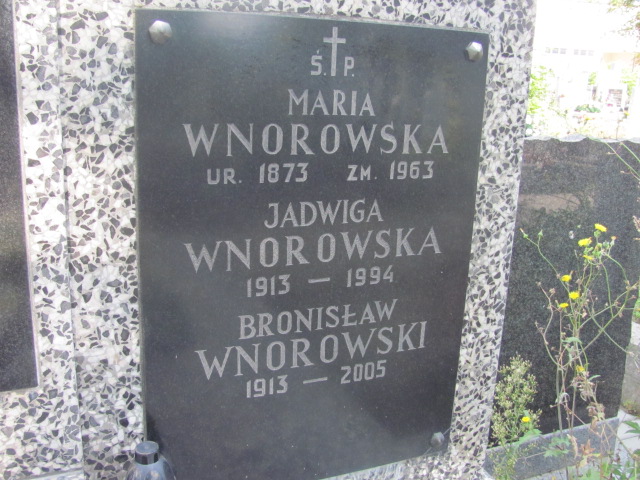 Ś.P.
MARIA
WNOROWSKA
UR. 1873 ZM. 1963
JADWIGA
WNOROWSKA
1913 — 1994
BRONISŁAW
WNOROWSKI
1913 — 2005